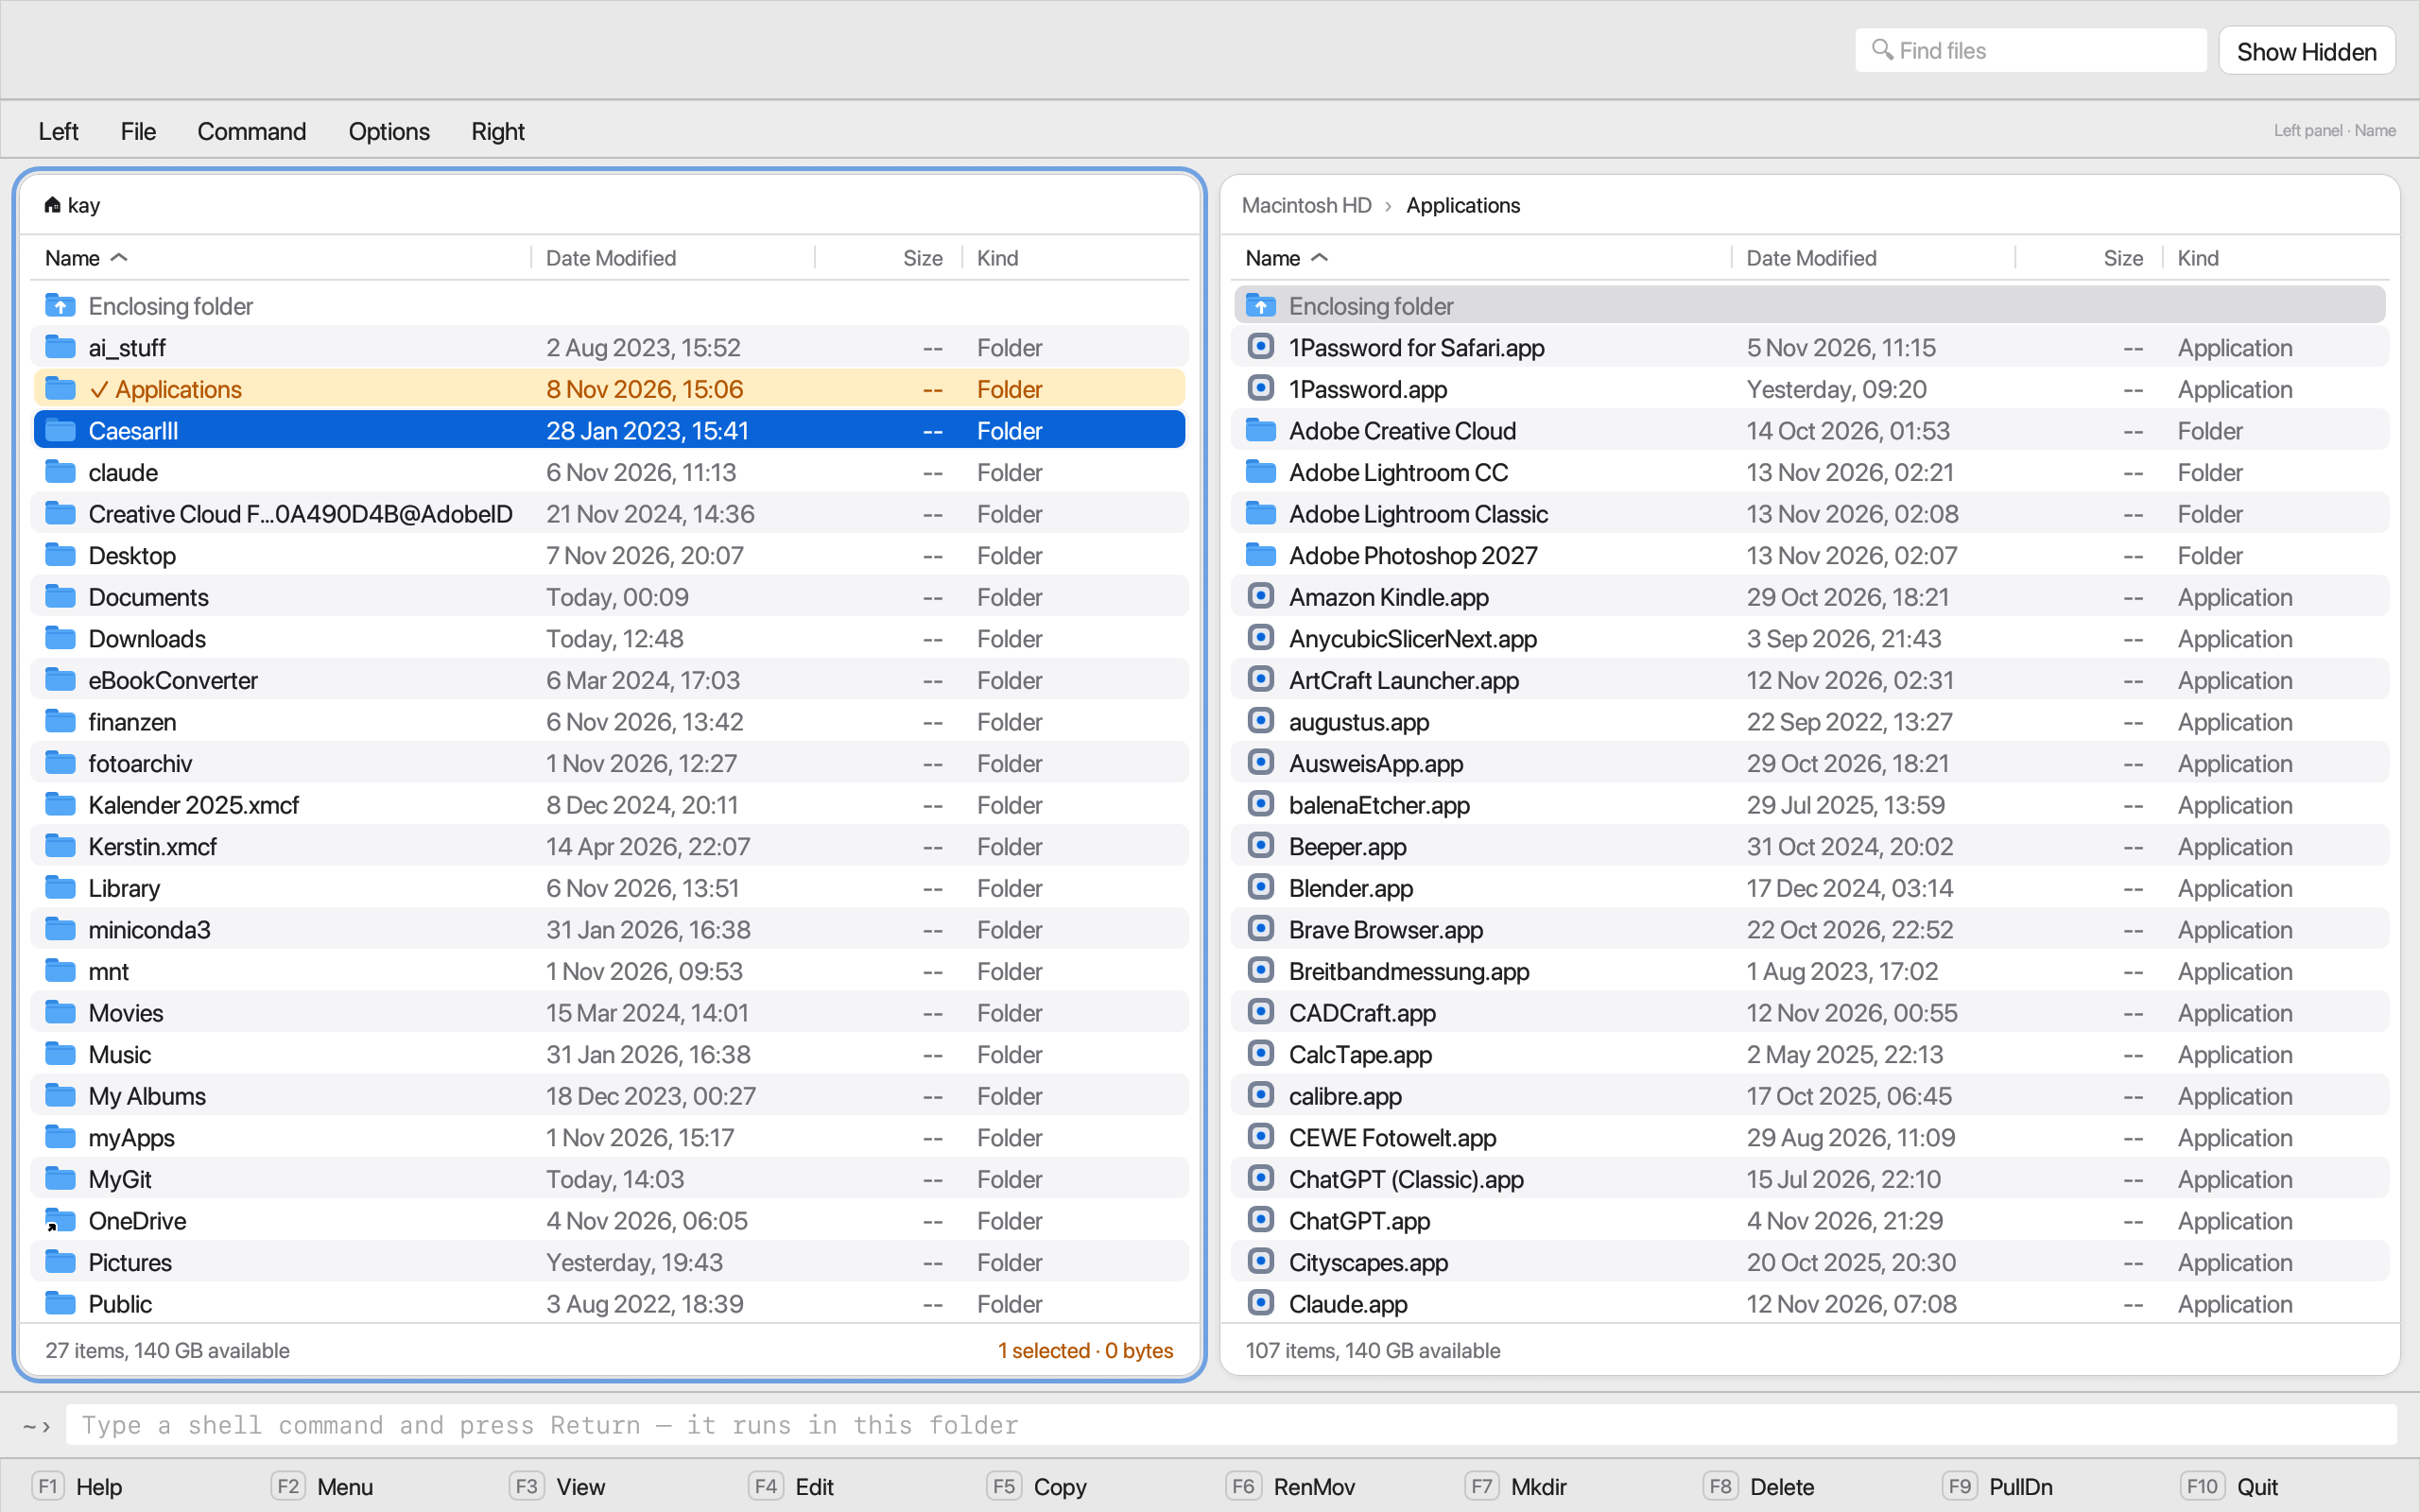 Find files
Show Hidden
Left File Command Options Right
Left panel · Name
kay
Name Date Modified Size Kind
Enclosing folder
ai_stuff 2 Aug 2023, 15:52 -- Folder
✓ Applications 8 Nov 2026, 15:06 -- Folder
CaesarIII 28 Jan 2023, 15:41 -- Folder
claude 6 Nov 2026, 11:13 -- Folder
Creative Cloud F...0A490D4B@AdobeID 21 Nov 2024, 14:36 -- Folder
Desktop 7 Nov 2026, 20:07 -- Folder
Documents Today, 00:09 -- Folder
Downloads Today, 12:48 -- Folder
eBookConverter 6 Mar 2024, 17:03 -- Folder
finanzen 6 Nov 2026, 13:42 -- Folder
fotoarchiv 1 Nov 2026, 12:27 -- Folder
Kalender 2025.xmcf 8 Dec 2024, 20:11 -- Folder
Kerstin.xmcf 14 Apr 2026, 22:07 -- Folder
Library 6 Nov 2026, 13:51 -- Folder
miniconda3 31 Jan 2026, 16:38 -- Folder
mnt 1 Nov 2026, 09:53 -- Folder
Movies 15 Mar 2024, 14:01 -- Folder
Music 31 Jan 2026, 16:38 -- Folder
My Albums 18 Dec 2023, 00:27 -- Folder
myApps 1 Nov 2026, 15:17 -- Folder
MyGit Today, 14:03 -- Folder
OneDrive 4 Nov 2026, 06:05 -- Folder
Pictures Yesterday, 19:43 -- Folder
Public 3 Aug 2022, 18:39 -- Folder
27 items, 140 GB available 1 selected · 0 bytes
Macintosh HD › Applications
Name Date Modified Size Kind
Enclosing folder
1Password for Safari.app 5 Nov 2026, 11:15 -- Application
1Password.app Yesterday, 09:20 -- Application
Adobe Creative Cloud 14 Oct 2026, 01:53 -- Folder
Adobe Lightroom CC 13 Nov 2026, 02:21 -- Folder
Adobe Lightroom Classic 13 Nov 2026, 02:08 -- Folder
Adobe Photoshop 2027 13 Nov 2026, 02:07 -- Folder
Amazon Kindle.app 29 Oct 2026, 18:21 -- Application
AnycubicSlicerNext.app 3 Sep 2026, 21:43 -- Application
ArtCraft Launcher.app 12 Nov 2026, 02:31 -- Application
augustus.app 22 Sep 2022, 13:27 -- Application
AusweisApp.app 29 Oct 2026, 18:21 -- Application
balenaEtcher.app 29 Jul 2025, 13:59 -- Application
Beeper.app 31 Oct 2024, 20:02 -- Application
Blender.app 17 Dec 2024, 03:14 -- Application
Brave Browser.app 22 Oct 2026, 22:52 -- Application
Breitbandmessung.app 1 Aug 2023, 17:02 -- Application
CADCraft.app 12 Nov 2026, 00:55 -- Application
CalcTape.app 2 May 2025, 22:13 -- Application
calibre.app 17 Oct 2025, 06:45 -- Application
CEWE Fotowelt.app 29 Aug 2026, 11:09 -- Application
ChatGPT (Classic).app 15 Jul 2026, 22:10 -- Application
ChatGPT.app 4 Nov 2026, 21:29 -- Application
Cityscapes.app 20 Oct 2025, 20:30 -- Application
Claude.app 12 Nov 2026, 07:08 -- Application
107 items, 140 GB available
~ › Type a shell command and press Return — it runs in this folder
F1 Help F2 Menu F3 View F4 Edit F5 Copy F6 RenMov F7 Mkdir F8 Delete F9 PullDn F10 Quit